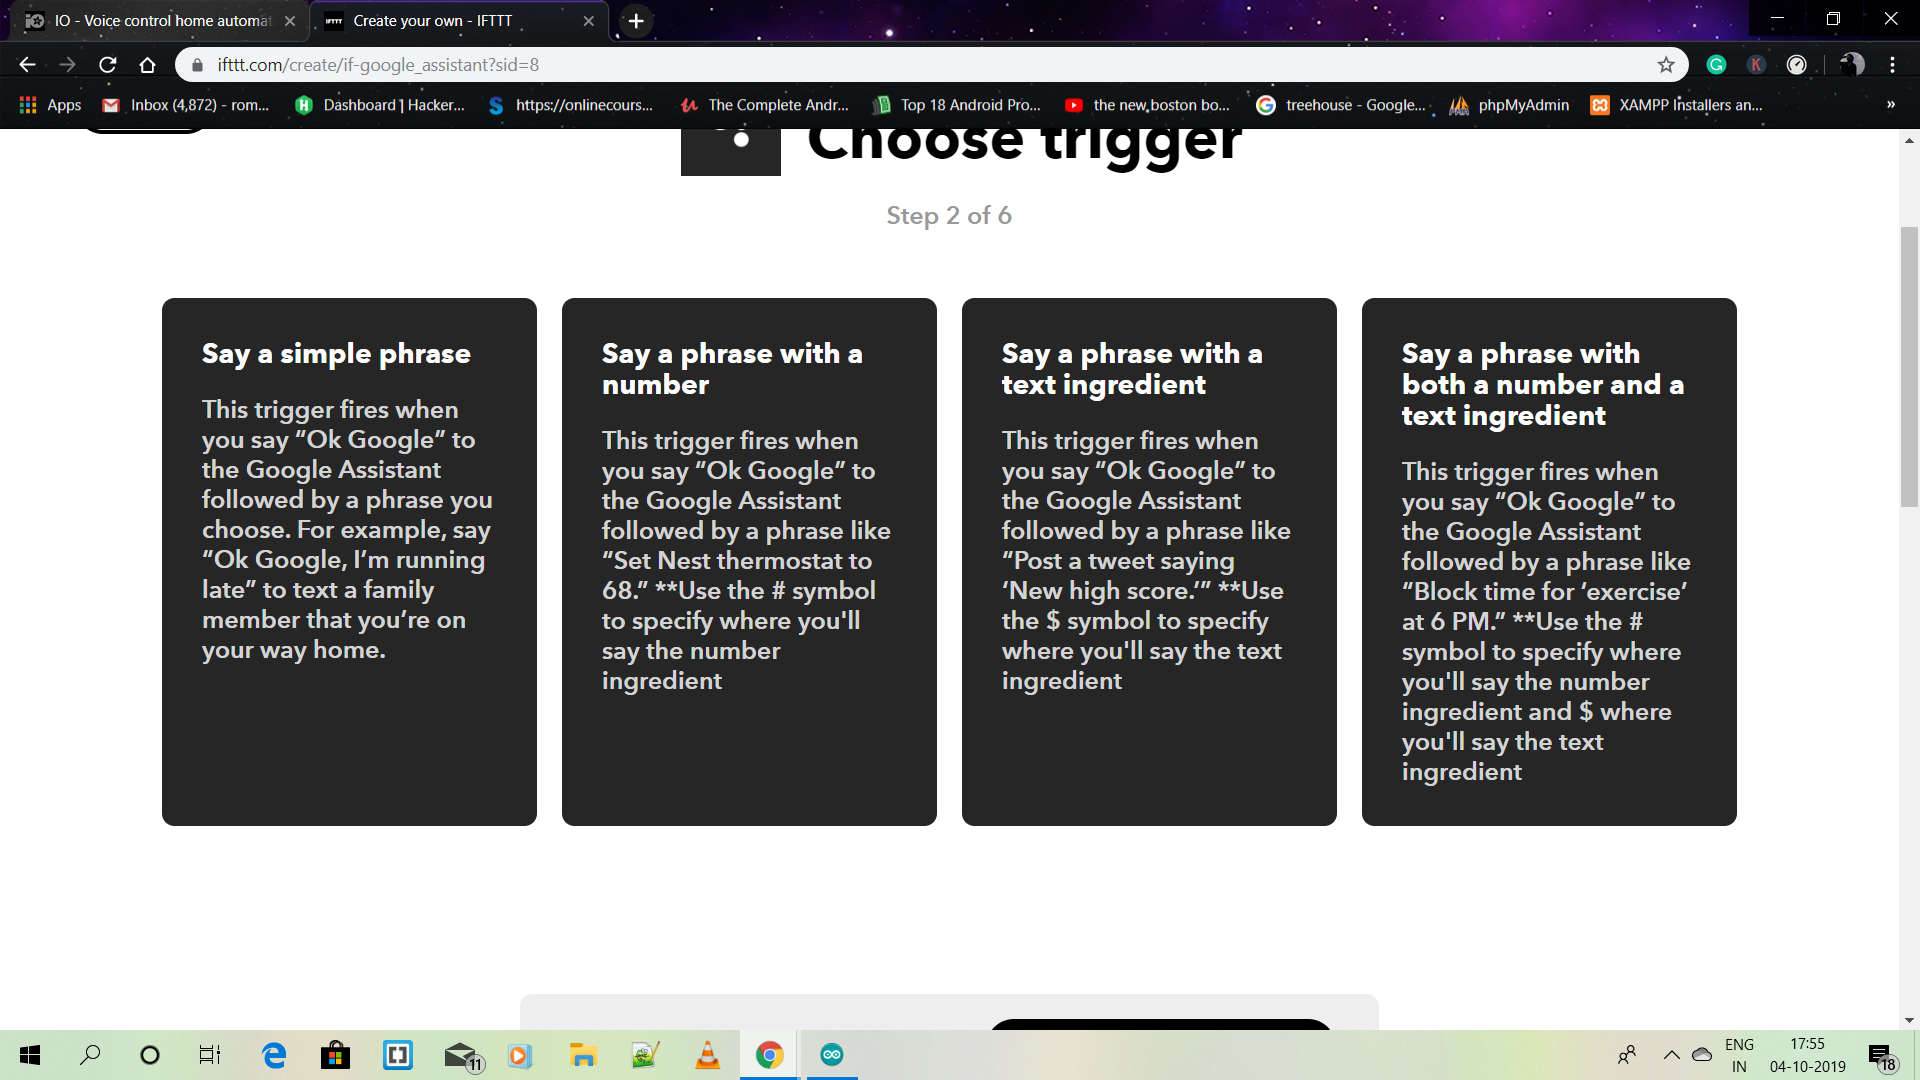 IO - Voice control home automat
IFTTT Create your own - IFTTT
ifttt.com/create/if-google_assistant?sid=8
Apps
Inbox (4,872) - rom...
Dashboard | Hacker...
https://onlinecours...
The Complete Andr...
Top 18 Android Pro...
the new boston bo...
treehouse - Google...
phpMyAdmin
XAMPP Installers an...
»
Choose trigger
Step 2 of 6
Say a simple phrase
This trigger fires when
you say “Ok Google” to
the Google Assistant
followed by a phrase you
choose. For example, say
“Ok Google, I’m running
late” to text a family
member that you’re on
your way home.
Say a phrase with a
number
This trigger fires when
you say “Ok Google” to
the Google Assistant
followed by a phrase like
“Set Nest thermostat to
68.” **Use the # symbol
to specify where you'll
say the number
ingredient
Say a phrase with a
text ingredient
This trigger fires when
you say “Ok Google” to
the Google Assistant
followed by a phrase like
“Post a tweet saying
‘New high score.’” **Use
the $ symbol to specify
where you'll say the text
ingredient
Say a phrase with
both a number and a
text ingredient
This trigger fires when
you say “Ok Google” to
the Google Assistant
followed by a phrase like
“Block time for ‘exercise’
at 6 PM.” **Use the #
symbol to specify where
you'll say the number
ingredient and $ where
you'll say the text
ingredient
11
ENG
IN
17:55
04-10-2019
18